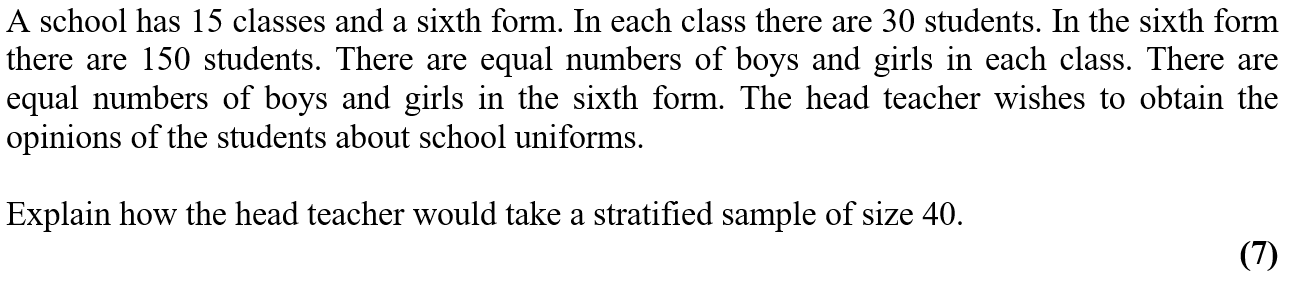 A school has 15 classes and a sixth form. In each class there are 30 students. In the sixth form
there are 150 students. There are equal numbers of boys and girls in each class. There are
equal numbers of boys and girls in the sixth form. The head teacher wishes to obtain the
opinions of the students about school uniforms.
Explain how the head teacher would take a stratified sample of size 40.
(7)